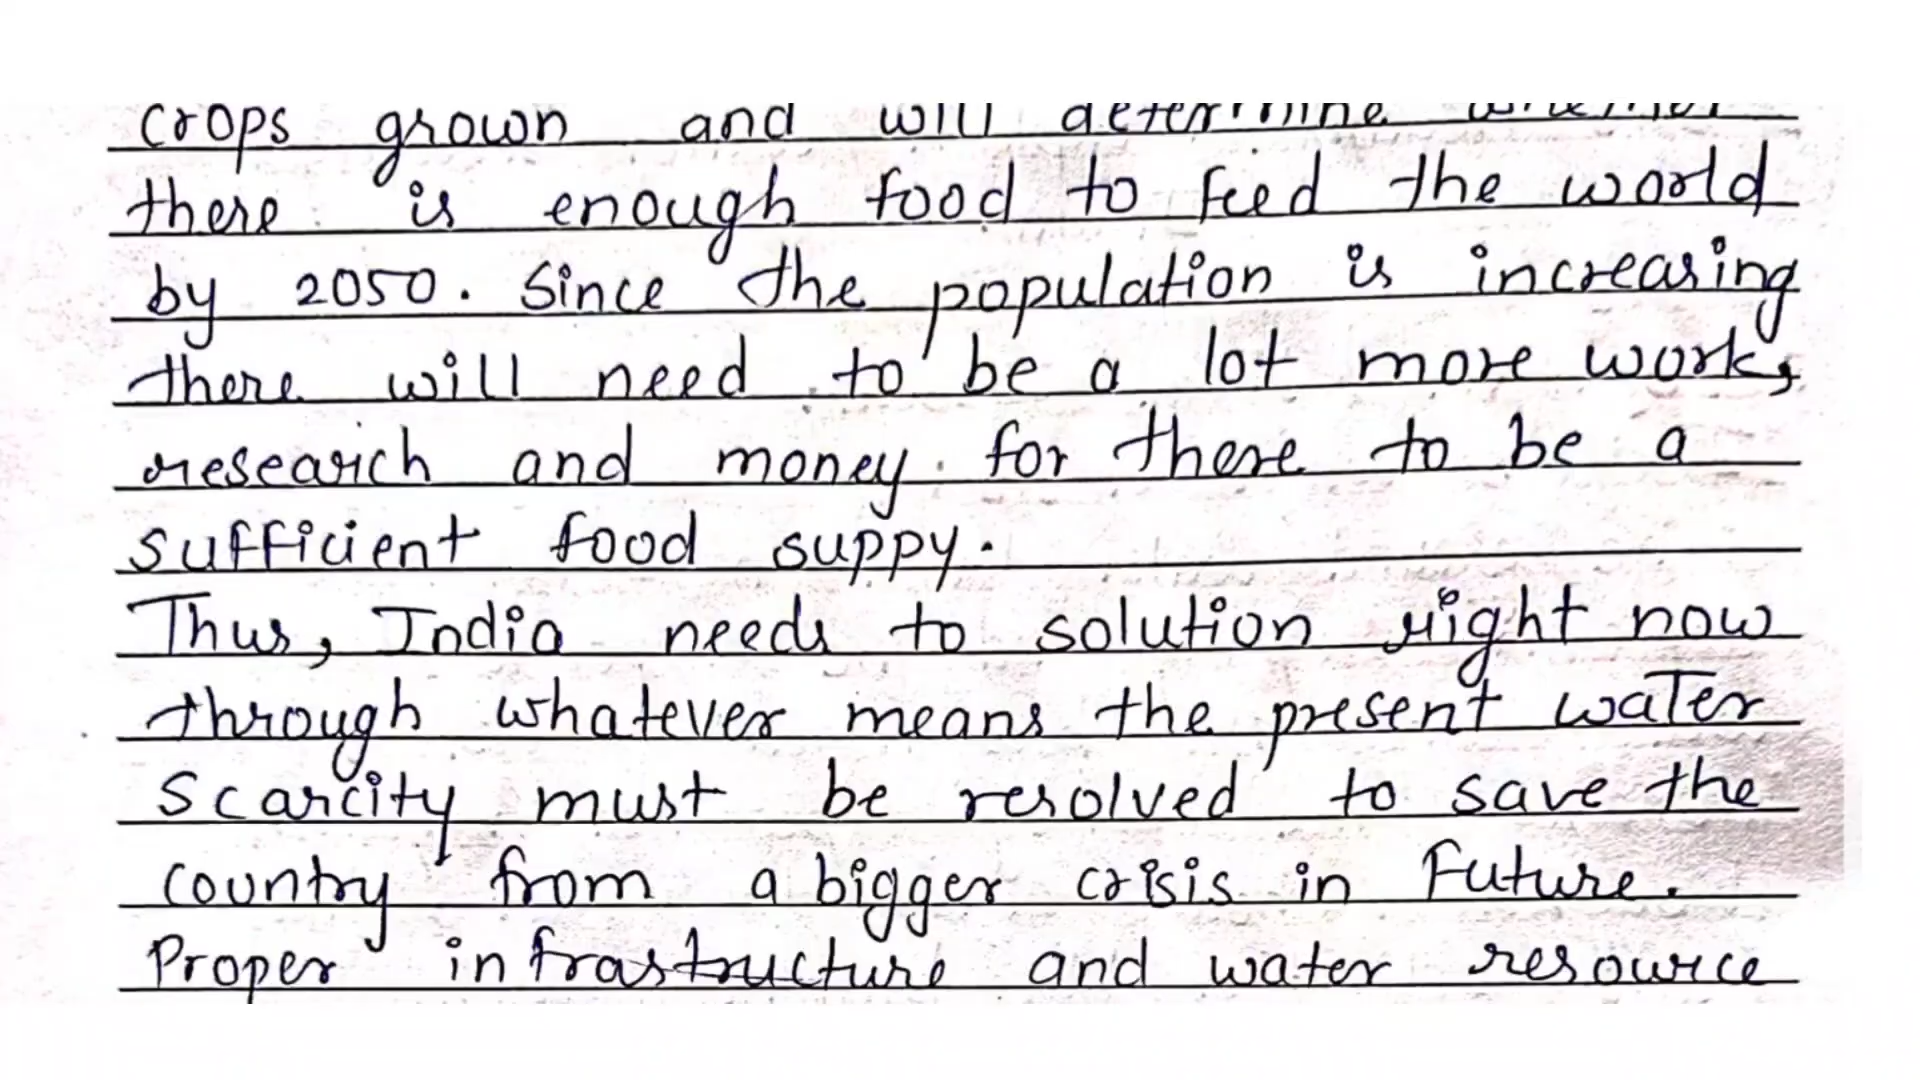 crops grown and will determine whether
there is enough food to feed the world
by 2050. Since the population is increasing
there will need to be a lot more work,
research and money. for there to be a
sufficient food suppy.
Thus, India needs to solution right now
through whatever means the present water
scarcity must be resolved to save the
country from a bigger crisis in Future.
Proper infrastructure and water resource